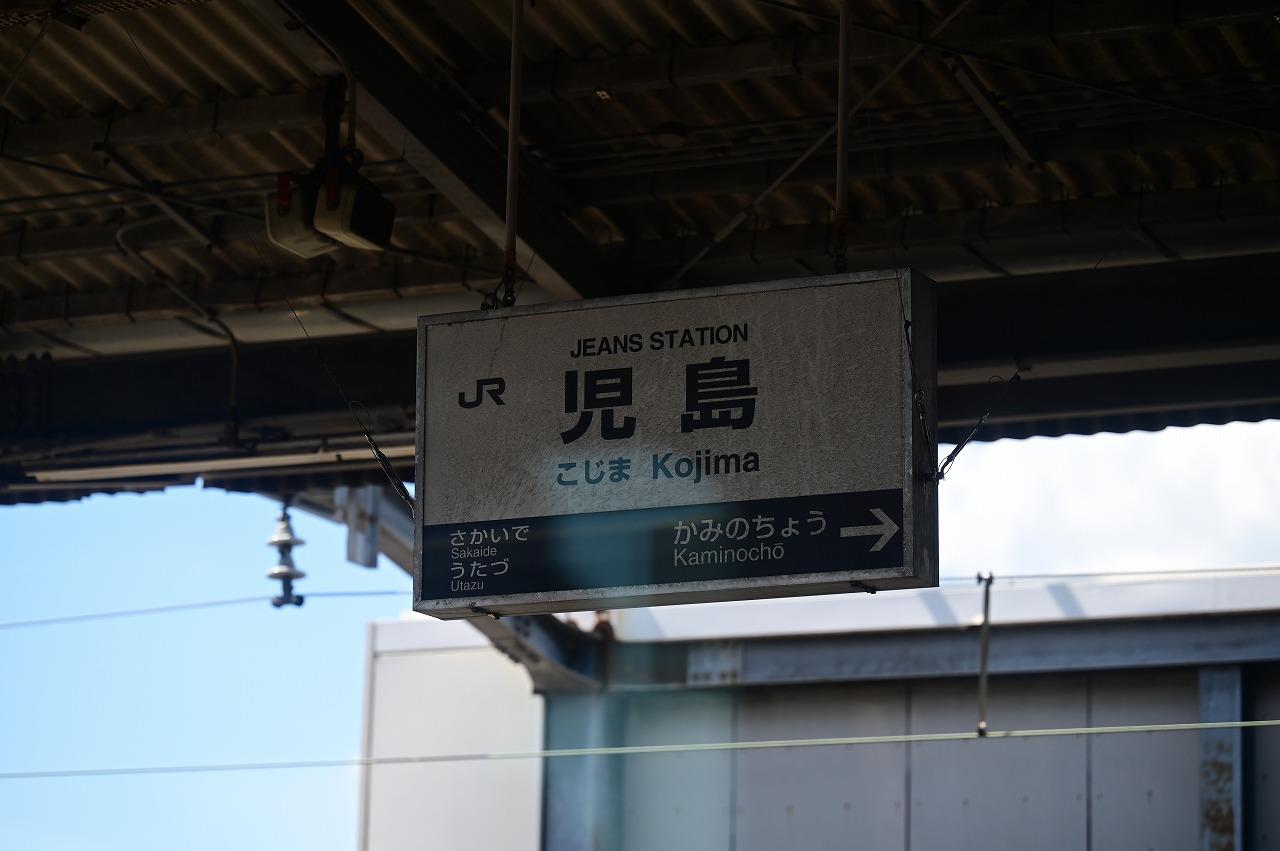 JEANS STATION
JR
児島
こじま Kojima
さかいで
Sakaide
うたづ
Utazu
かみのちょう →
Kaminochō